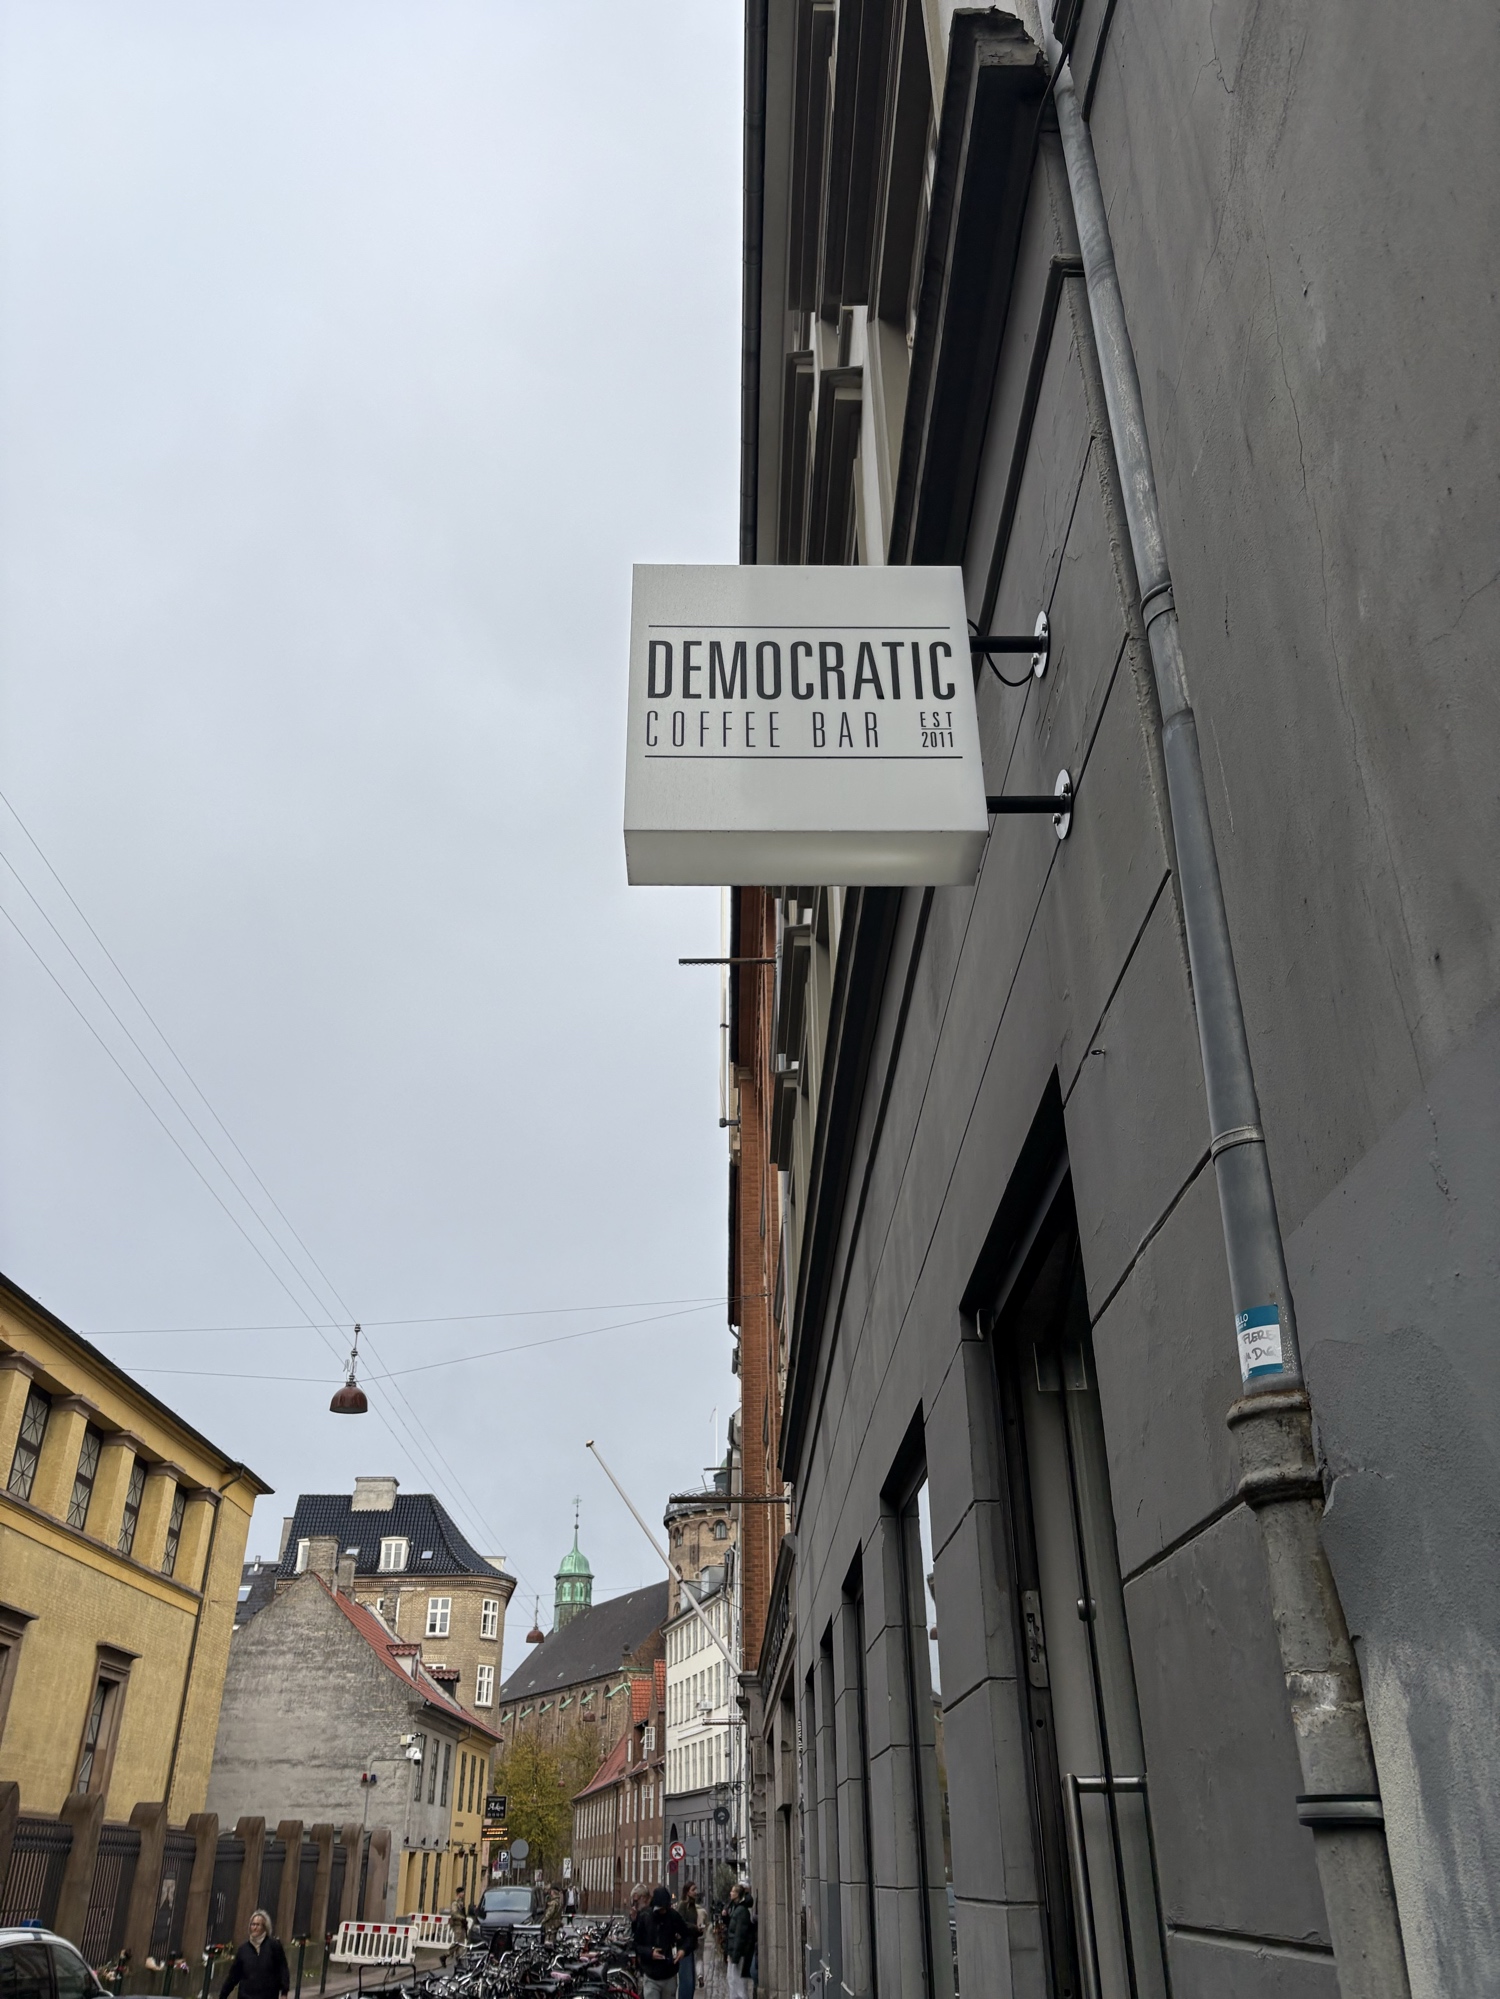 DEMOCRATIC
COFFEE BAR
EST
2011
P